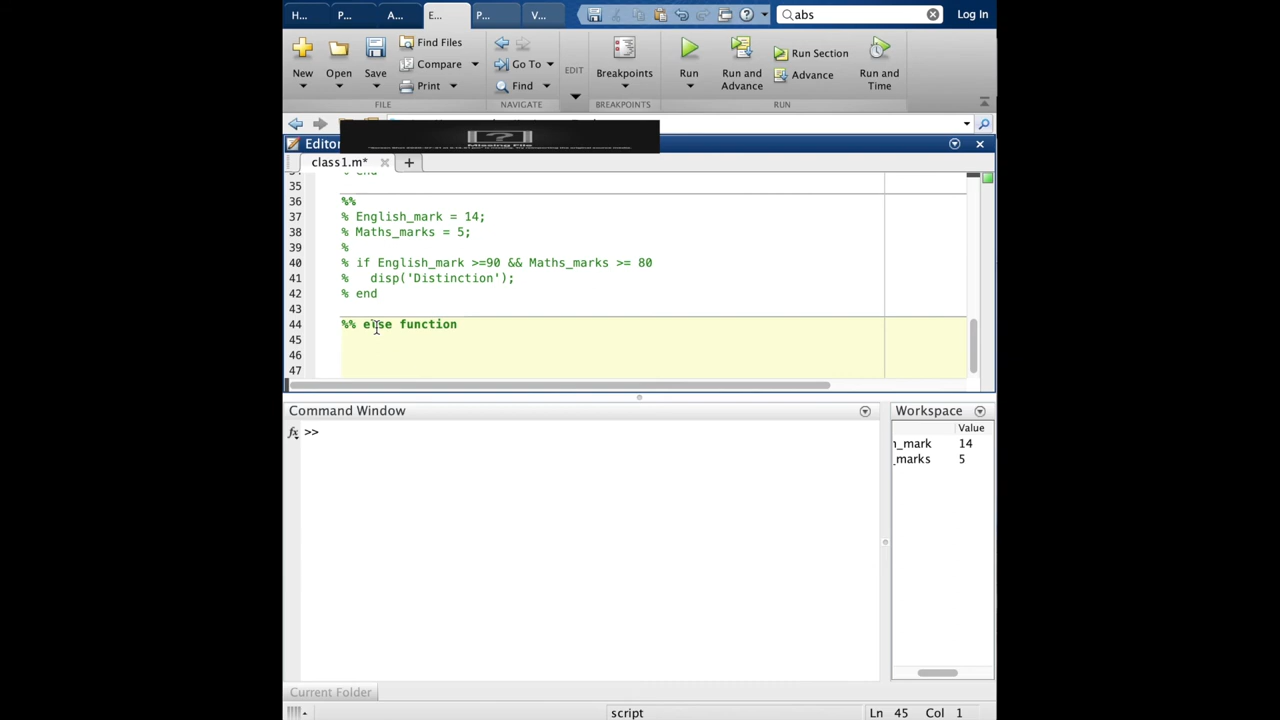 H... P... A... E... P... V... abs Log In
New Open Save Find Files Compare Print Go To Find EDIT Breakpoints Run Run and Advance Run Section Advance Run and Time
FILE NAVIGATE BREAKPOINTS RUN
Missing File
Editor
class1.m* +
35
36 %%
37 % English_mark = 14;
38 % Maths_marks = 5;
39 %
40 % if English_mark >=90 && Maths_marks >= 80
41 %   disp('Distinction');
42 % end
43
44 %% else function
45
46
47
Command Window
fx >>
Workspace
Value
_mark 14
_marks 5
Current Folder
script Ln 45 Col 1